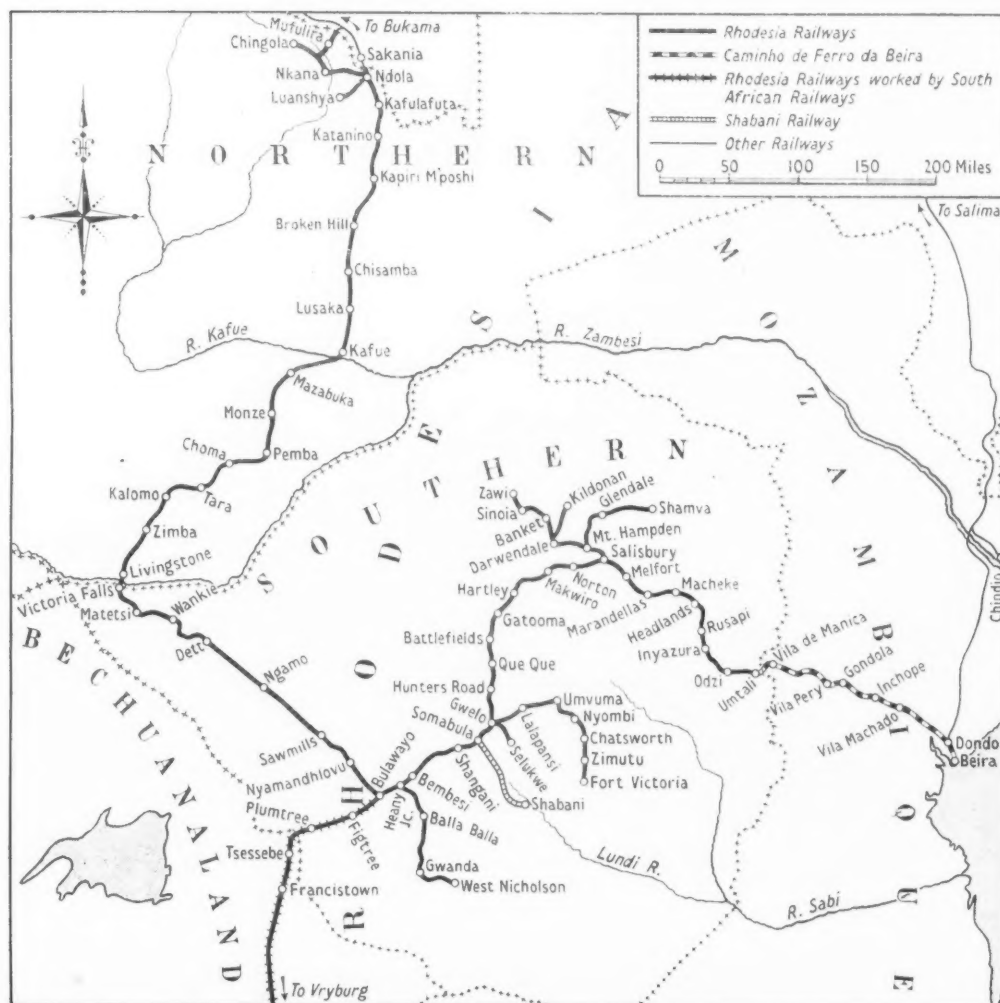 Rhodesia Railways
Caminho de Ferro da Beira
Rhodesia Railways worked by South
African Railways
Shabani Railway
Other Railways
0 50 100 150 200 Miles
To Bukama
Mufulira
Chingola
Sakania
Nkana
Ndola
Luanshya
Kafulafuta
Katanino
NORTHERN
Kapiri M'poshi
Broken Hill
Chisamba
Lusaka
R. Kafue
Kafue
Mazabuka
Monze
Choma
Pemba
Kalomo
Tara
Zimba
Livingstone
Victoria Falls
Matetsi
Wankie
Dett
Ngamo
Sawmills
Nyamandhlovu
Bulawayo
Plumtree
Figtree
Tsessebe
Francistown
To Vryburg
BECHUANALAND
RHODESIA
SOUTHERN
MOZAMBIQUE
R. Zambesi
To Salima
Chindio
Zawi
Sinoia
Banket
Kildonan
Glendale
Shamva
Darwendale
Mt. Hampden
Salisbury
Melfort
Norton
Makwiro
Hartley
Gatooma
Battlefields
Que Que
Hunters Road
Gwelo
Somabula
Shangani
Bembesi
Heany
Jc.
Balla Balla
Gwanda
West Nicholson
Lalapansi
Selukwe
Shabani
Umvuma
Nyombi
Chatsworth
Zimutu
Fort Victoria
Marandellas
Macheke
Headlands
Rusapi
Inyazura
Odzi
Umtali
Vila de Manica
Vila Pery
Gondola
Inchope
Vila Machado
Dondo
Beira
Lundi R.
R. Sabi